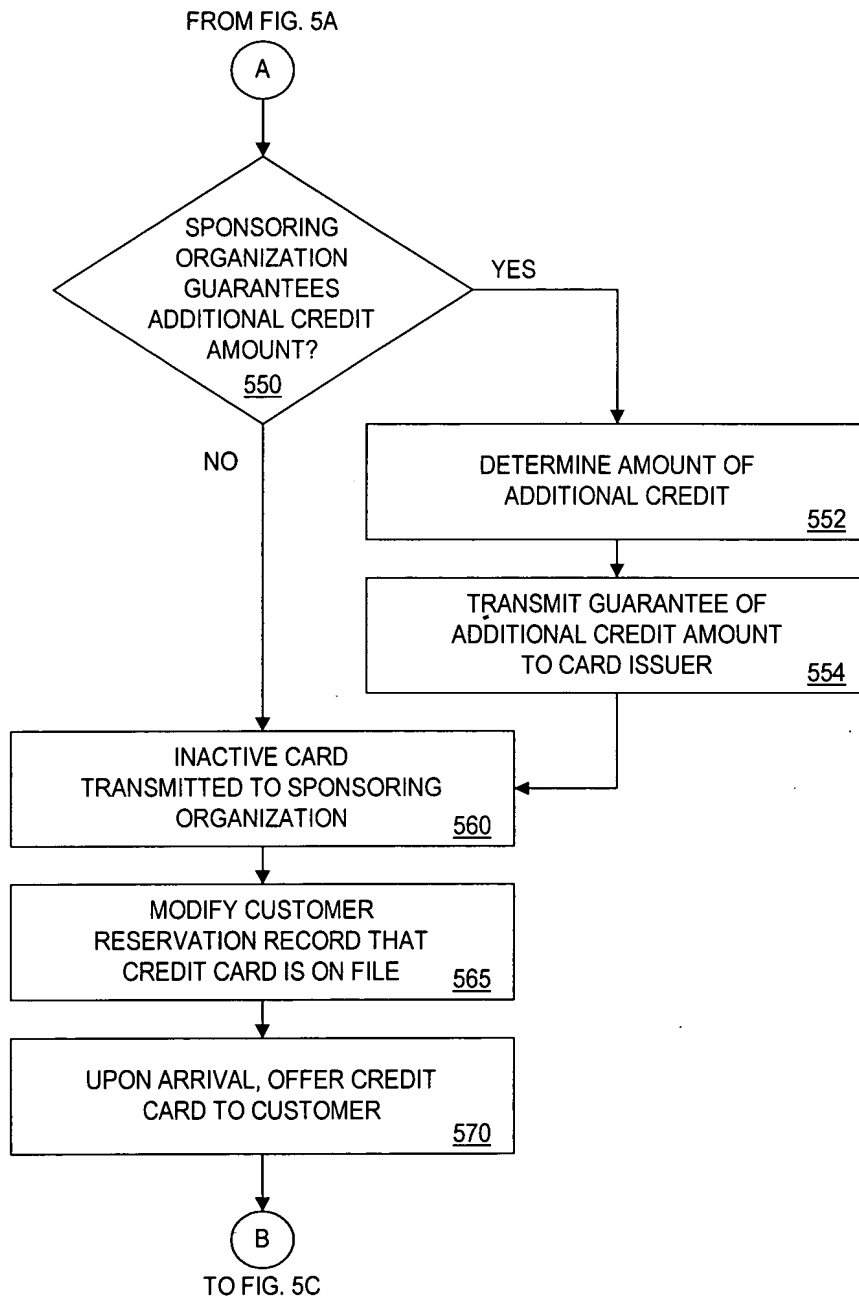 FROM FIG. 5A
A
SPONSORING
ORGANIZATION
GUARANTEES
ADDITIONAL CREDIT
AMOUNT?
550
YES
NO
DETERMINE AMOUNT OF
ADDITIONAL CREDIT
552
TRANSMIT GUARANTEE OF
ADDITIONAL CREDIT AMOUNT
TO CARD ISSUER
554
INACTIVE CARD
TRANSMITTED TO SPONSORING
ORGANIZATION
560
MODIFY CUSTOMER
RESERVATION RECORD THAT
CREDIT CARD IS ON FILE
565
UPON ARRIVAL, OFFER CREDIT
CARD TO CUSTOMER
570
B
TO FIG. 5C